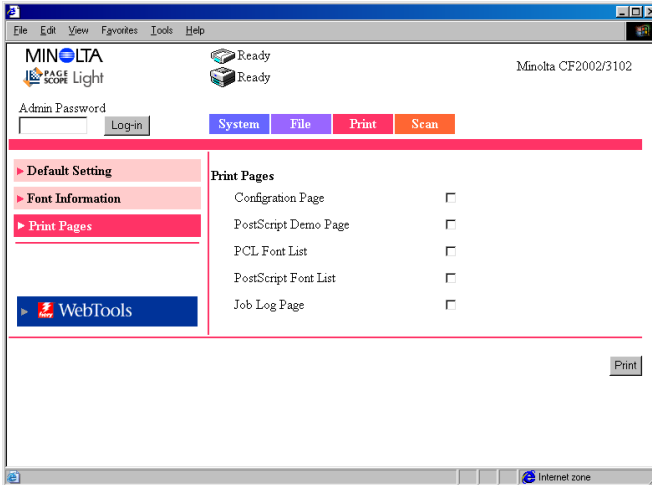 File Edit View Favorites Tools Help
MINOLTA
PAGE SCOPE Light
Ready
Ready
Minolta CF2002/3102
Admin Password
Log-in
System File Print Scan
Default Setting
Font Information
Print Pages
WebTools
Print Pages
Configration Page
PostScript Demo Page
PCL Font List
PostScript Font List
Job Log Page
Print
Internet zone